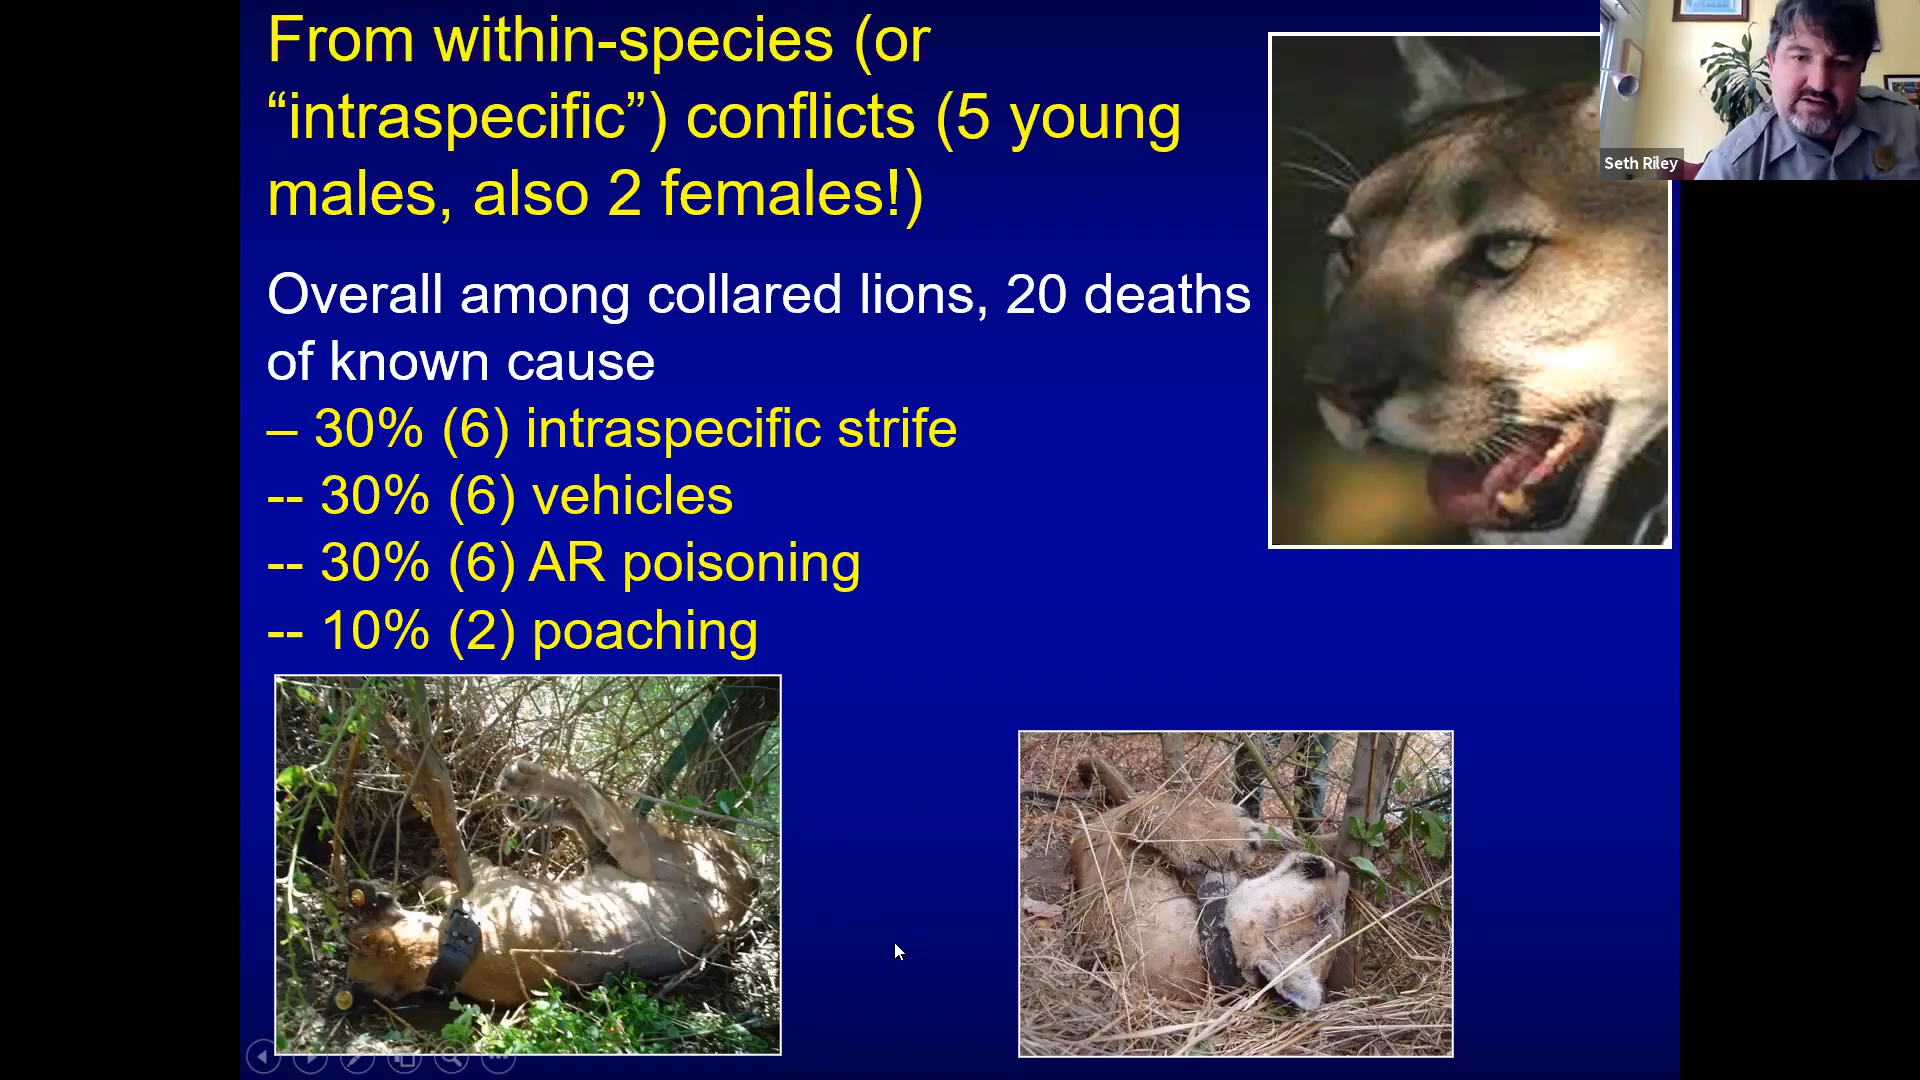 From within-species (or
“intraspecific”) conflicts (5 young
males, also 2 females!)
Overall among collared lions, 20 deaths
of known cause
– 30% (6) intraspecific strife
-- 30% (6) vehicles
-- 30% (6) AR poisoning
-- 10% (2) poaching
Seth Riley